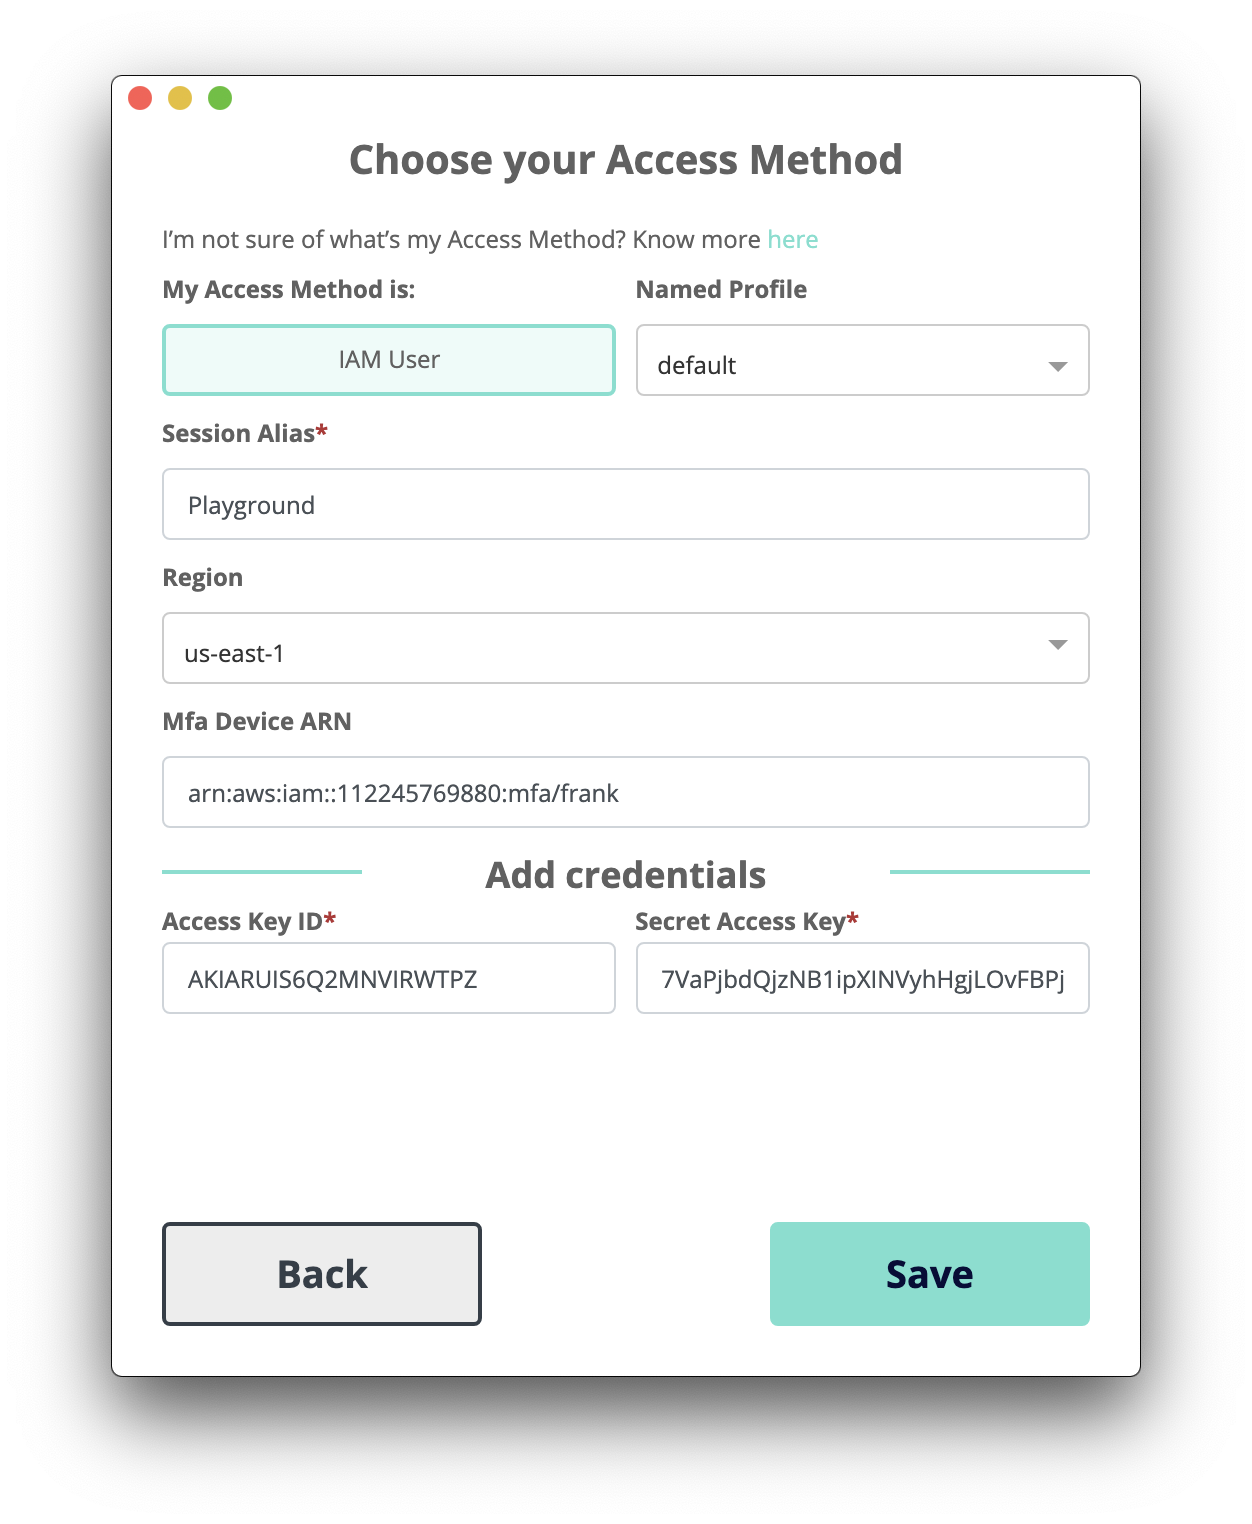 Choose your Access Method
I’m not sure of what’s my Access Method? Know more here
My Access Method is:
Named Profile
IAM User
default
Session Alias*
Playground
Region
us-east-1
Mfa Device ARN
arn:aws:iam::112245769880:mfa/frank
Add credentials
Access Key ID*
Secret Access Key*
AKIARUIS6Q2MNVIRWTPZ
7VaPjbdQjzNB1ipXINVyhHgjLOvFBPj
Back
Save